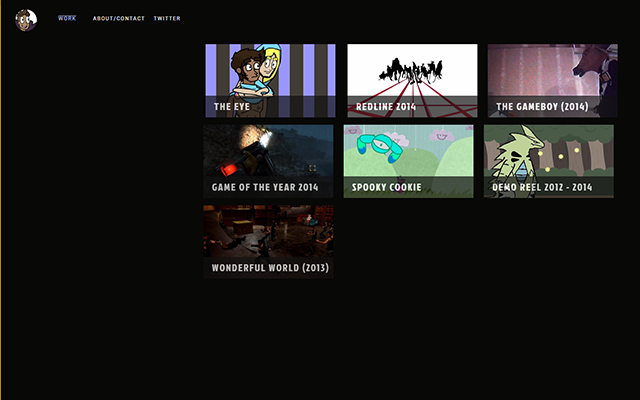 WORK
ABOUT/CONTACT
TWITTER
THE EYE
REDLINE 2014
THE GAMEBOY (2014)
GAME OF THE YEAR 2014
SPOOKY COOKIE
DEMO REEL 2012 - 2014
WONDERFUL WORLD (2013)